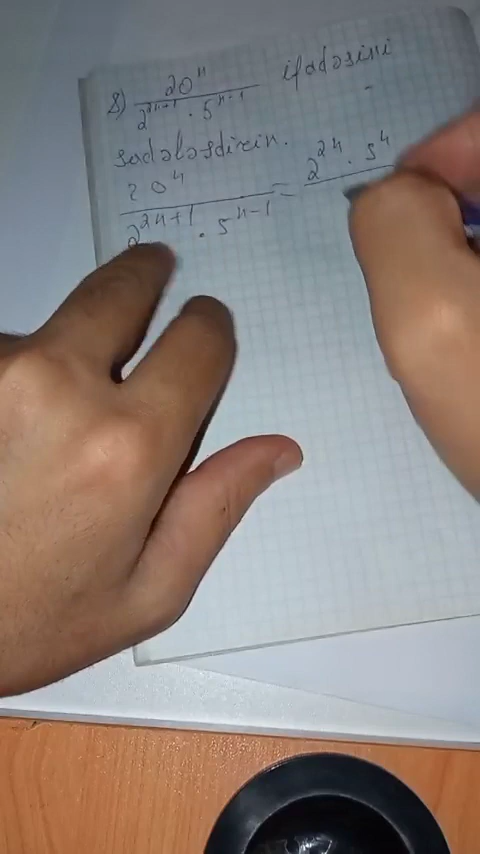 8) 20ⁿ / 2²ⁿ⁺¹ · 5ⁿ⁻¹ ifadəsini
sadələşdirin.
20ⁿ / 2²ⁿ⁺¹ · 5ⁿ⁻¹ = 2²ⁿ · 5ⁿ